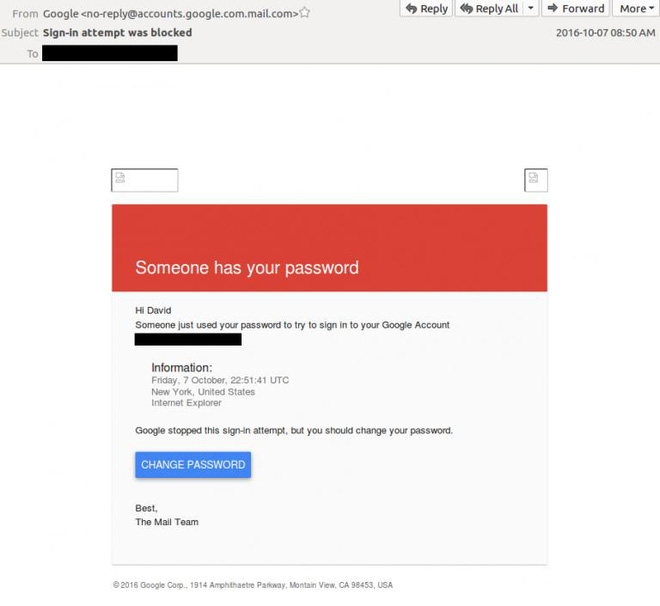 From Google <no-reply@accounts.google.com.mail.com>
Reply Reply All Forward More
Subject Sign-in attempt was blocked
2016-10-07 08:50 AM
To
Someone has your password
Hi David
Someone just used your password to try to sign in to your Google Account
Information:
Friday, 7 October, 22:51:41 UTC
New York, United States
Internet Explorer
Google stopped this sign-in attempt, but you should change your password.
CHANGE PASSWORD
Best,
The Mail Team
© 2016 Google Corp., 1914 Amphithaetre Parkway, Montain View, CA 98453, USA